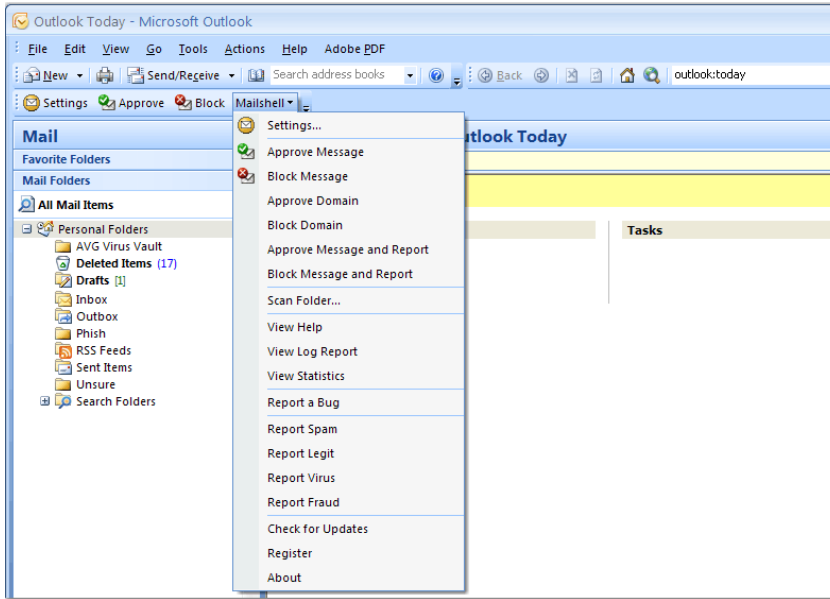 Outlook Today - Microsoft Outlook
File Edit View Go Tools Actions Help Adobe PDF
New Send/Receive Search address books Back outlook:today
Settings Approve Block Mailshell
Mail
Favorite Folders
Mail Folders
All Mail Items
Personal Folders
AVG Virus Vault
Deleted Items (17)
Drafts [1]
Inbox
Outbox
Phish
RSS Feeds
Sent Items
Unsure
Search Folders
Settings...
Approve Message
Block Message
Approve Domain
Block Domain
Approve Message and Report
Block Message and Report
Scan Folder...
View Help
View Log Report
View Statistics
Report a Bug
Report Spam
Report Legit
Report Virus
Report Fraud
Check for Updates
Register
About
utlook Today
Tasks